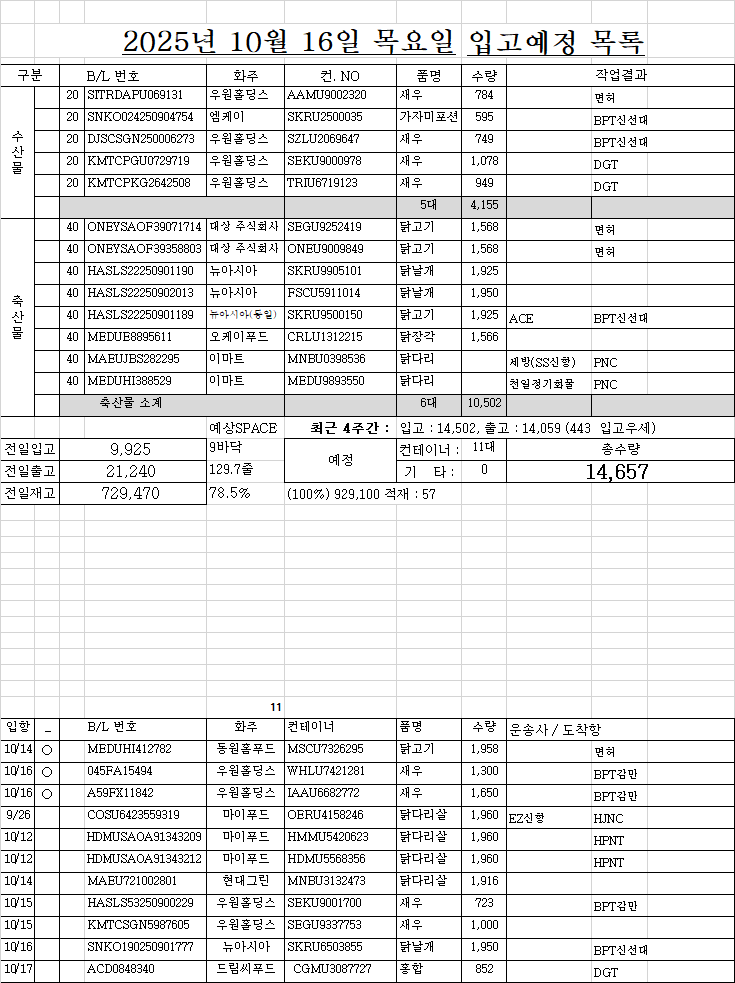 2025년 10월 16일 목요일 입고예정 목록
구분 B/L 번호 화주 컨. NO 품명 수량 작업결과
수산물
20 SITRDAPU069131 우원홀딩스 AAMU9002320 새우 784 면허
20 SNKO024250904754 엠케이 SKRU2500035 가자미포션 595 BPT신선대
20 DJSCSGN250006273 우원홀딩스 SZLU2069647 새우 749 BPT신선대
20 KMTCPGU0729719 우원홀딩스 SEKU9000978 새우 1,078 DGT
20 KMTCPKG2642508 우원홀딩스 TRIU6719123 새우 949 DGT
5대 4,155
축산물
40 ONEYSAOF39071714 대상 주식회사 SEGU9252419 닭고기 1,568 면허
40 ONEYSAOF39358803 대상 주식회사 ONEU9009849 닭고기 1,568 면허
40 HASLS22250901190 뉴아시아 SKRU9905101 닭날개 1,925
40 HASLS22250902013 뉴아시아 FSCU5911014 닭날개 1,950
40 HASLS22250901189 뉴아시아(동일) SKRU9500150 닭고기 1,925 ACE BPT신선대
40 MEDUE8895611 오케이푸드 CRLU1312215 닭장각 1,566
40 MAEUJBS282295 이마트 MNBU0398536 닭다리 세방(SS신항) PNC
40 MEDUHI388529 이마트 MEDU9893550 닭다리 천일정기화물 PNC
축산물 소계 6대 10,502
예상SPACE 최근 4주간 : 입고 : 14,502, 출고 : 14,059 (443 입고우세)
전일입고 9,925 9바닥 예정 컨테이너 : 11대 총수량
전일출고 21,240 129.7줄 기 타 : 0 14,657
전일재고 729,470 78.5% (100%) 929,100 적재 : 57
11
입항 _ B/L 번호 화주 컨테이너 품명 수량 운송사 / 도착항
10/14 ○ MEDUHI412782 동원홈푸드 MSCU7326295 닭고기 1,958 면허
10/16 ○ 045FA15494 우원홀딩스 WHLU7421281 새우 1,300 BPT감만
10/16 ○ A59FX11842 우원홀딩스 IAAU6682772 새우 1,650 BPT감만
9/26 COSU6423559319 마이푸드 OERU4158246 닭다리살 1,960 EZ신항 HJNC
10/12 HDMUSAOA91343209 마이푸드 HMMU5420623 닭다리살 1,960 HPNT
10/12 HDMUSAOA91343212 마이푸드 HDMU5568356 닭다리살 1,960 HPNT
10/14 MAEU721002801 현대그린 MNBU3132473 닭다리살 1,916
10/15 HASLS53250900229 우원홀딩스 SEKU9001700 새우 723 BPT감만
10/15 KMTCSGN5987605 우원홀딩스 SEGU9337753 새우 1,000
10/16 SNKO190250901777 뉴아시아 SKRU6503855 닭날개 1,950 BPT신선대
10/17 ACD0848340 드림씨푸드 CGMU3087727 홍합 852 DGT